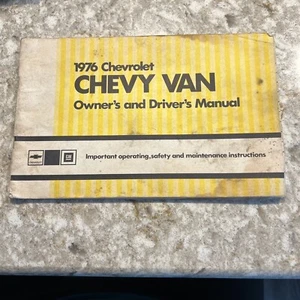 1976 Chevrolet
CHEVY VAN
Owner's and Driver's Manual
Important operating, safety and maintenance instructions